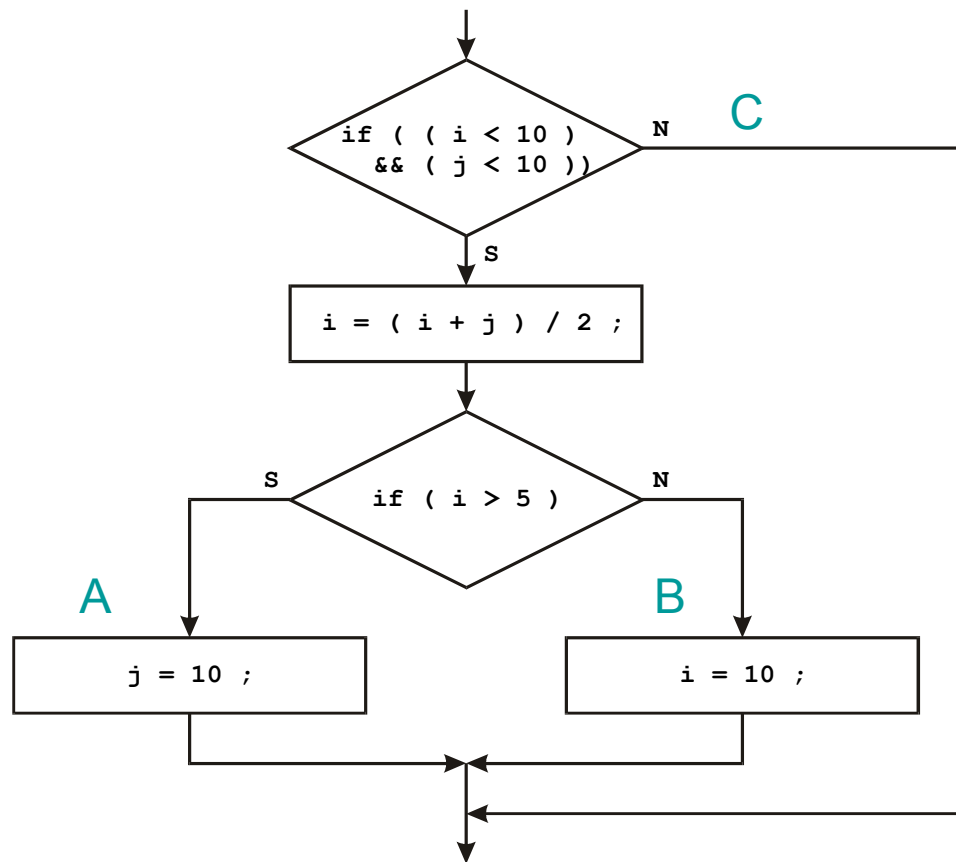 if ( ( i < 10 )
&& ( j < 10 ))
N
C
S
i = ( i + j ) / 2 ;
S
if ( i > 5 )
N
A
B
j = 10 ;
i = 10 ;